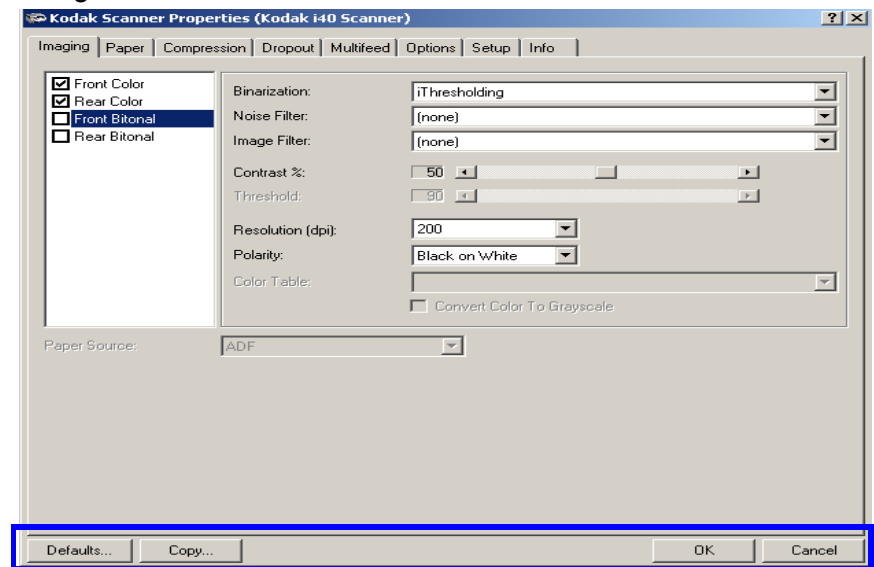 Kodak Scanner Properties (Kodak i40 Scanner)
Imaging Paper Compression Dropout Multifeed Options Setup Info
Front Color
Rear Color
Front Bitonal
Rear Bitonal
Binarization: iThresholding
Noise Filter: (none)
Image Filter: (none)
Contrast %: 50
Threshold: 90
Resolution (dpi): 200
Polarity: Black on White
Color Table:
Convert Color To Grayscale
Paper Source: ADF
Defaults... Copy... OK Cancel